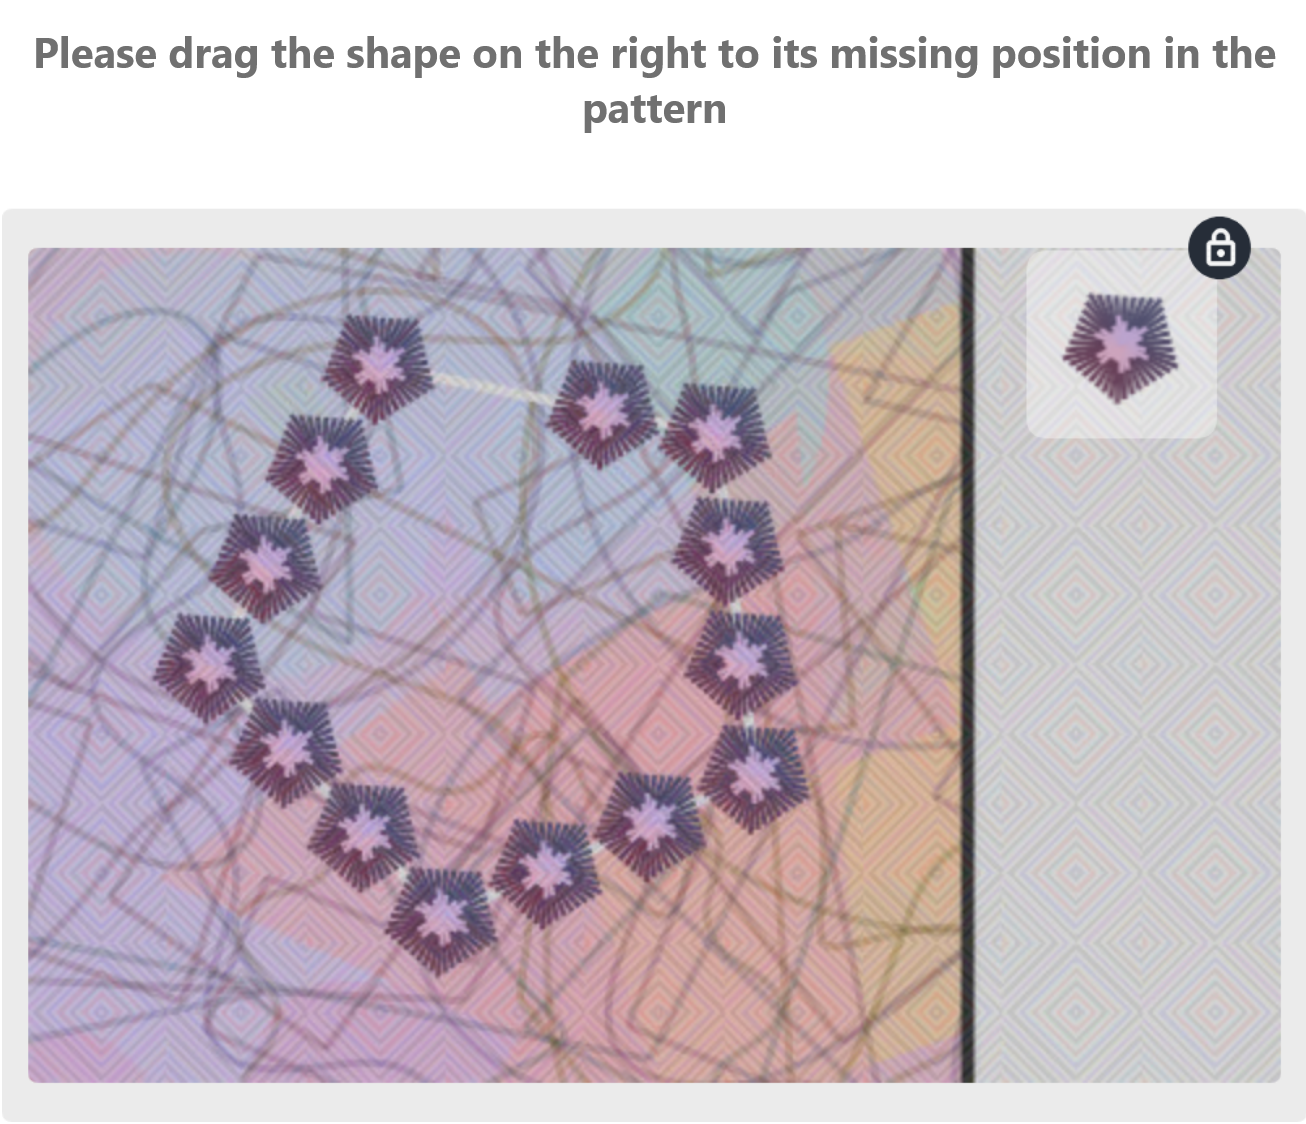 Please drag the shape on the right to its missing position in the
pattern